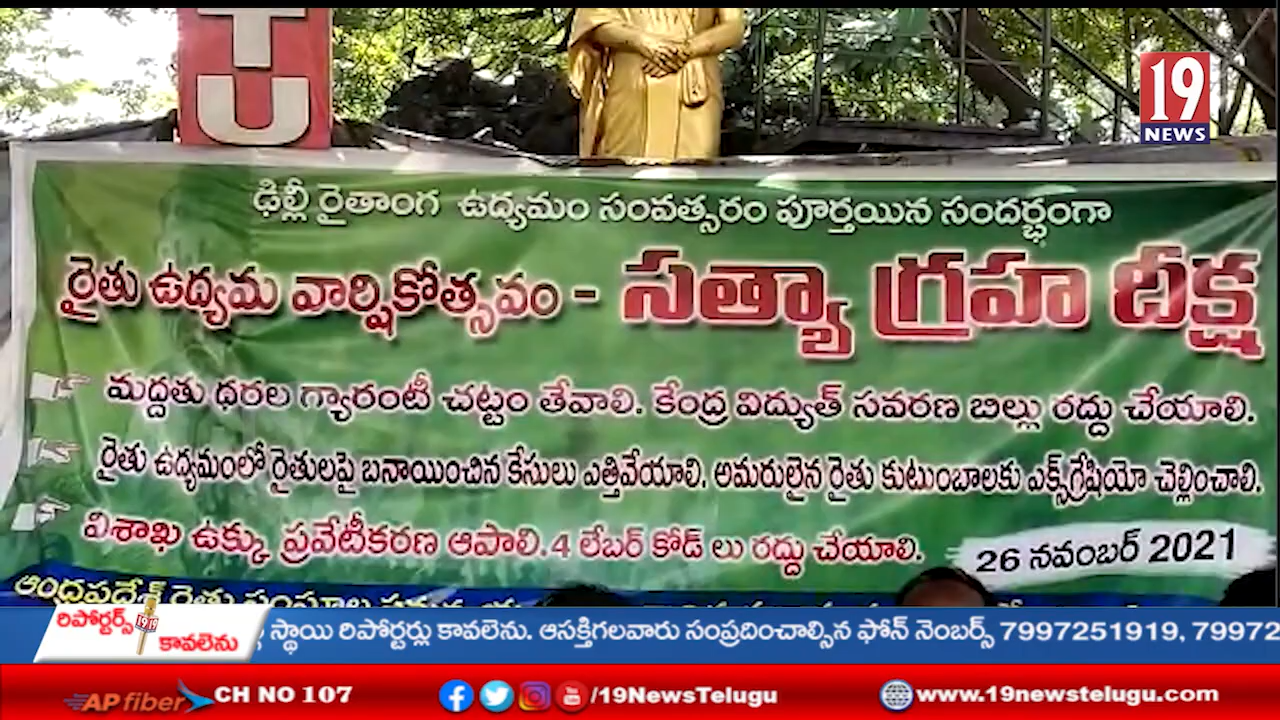 TU
19
NEWS
ఢిల్లీ రైతాంగ ఉద్యమం సంవత్సరం పూర్తయిన సందర్భంగా
రైతు ఉద్యమ వార్షికోత్సవం - సత్యా గ్రహ దీక్ష
మద్దతు ధరల గ్యారంటీ చట్టం తేవాలి. కేంద్ర విద్యుత్ సవరణ బిల్లు రద్దు చేయాలి.
రైతు ఉద్యమంలో రైతులపై బనాయించిన కేసులు ఎత్తివేయాలి. అమరులైన రైతు కుటుంబాలకు ఎక్స్‌గ్రేషియో చెల్లించాలి.
విశాఖ ఉక్కు ప్రవేటీకరణ ఆపాలి. 4 లేబర్ కోడ్ లు రద్దు చేయాలి.
26 నవంబర్ 2021
ఆంధ్రప్రదేశ్ రైతు సంఘాల
రిపోర్టర్స్ కావలెను
స్థాయి రిపోర్టర్లు కావలెను. ఆసక్తిగలవారు సంప్రదించాల్సిన ఫోన్ నెంబర్స్ 7997251919, 79972
AP fiber CH NO 107 /19NewsTelugu www.19newstelugu.com